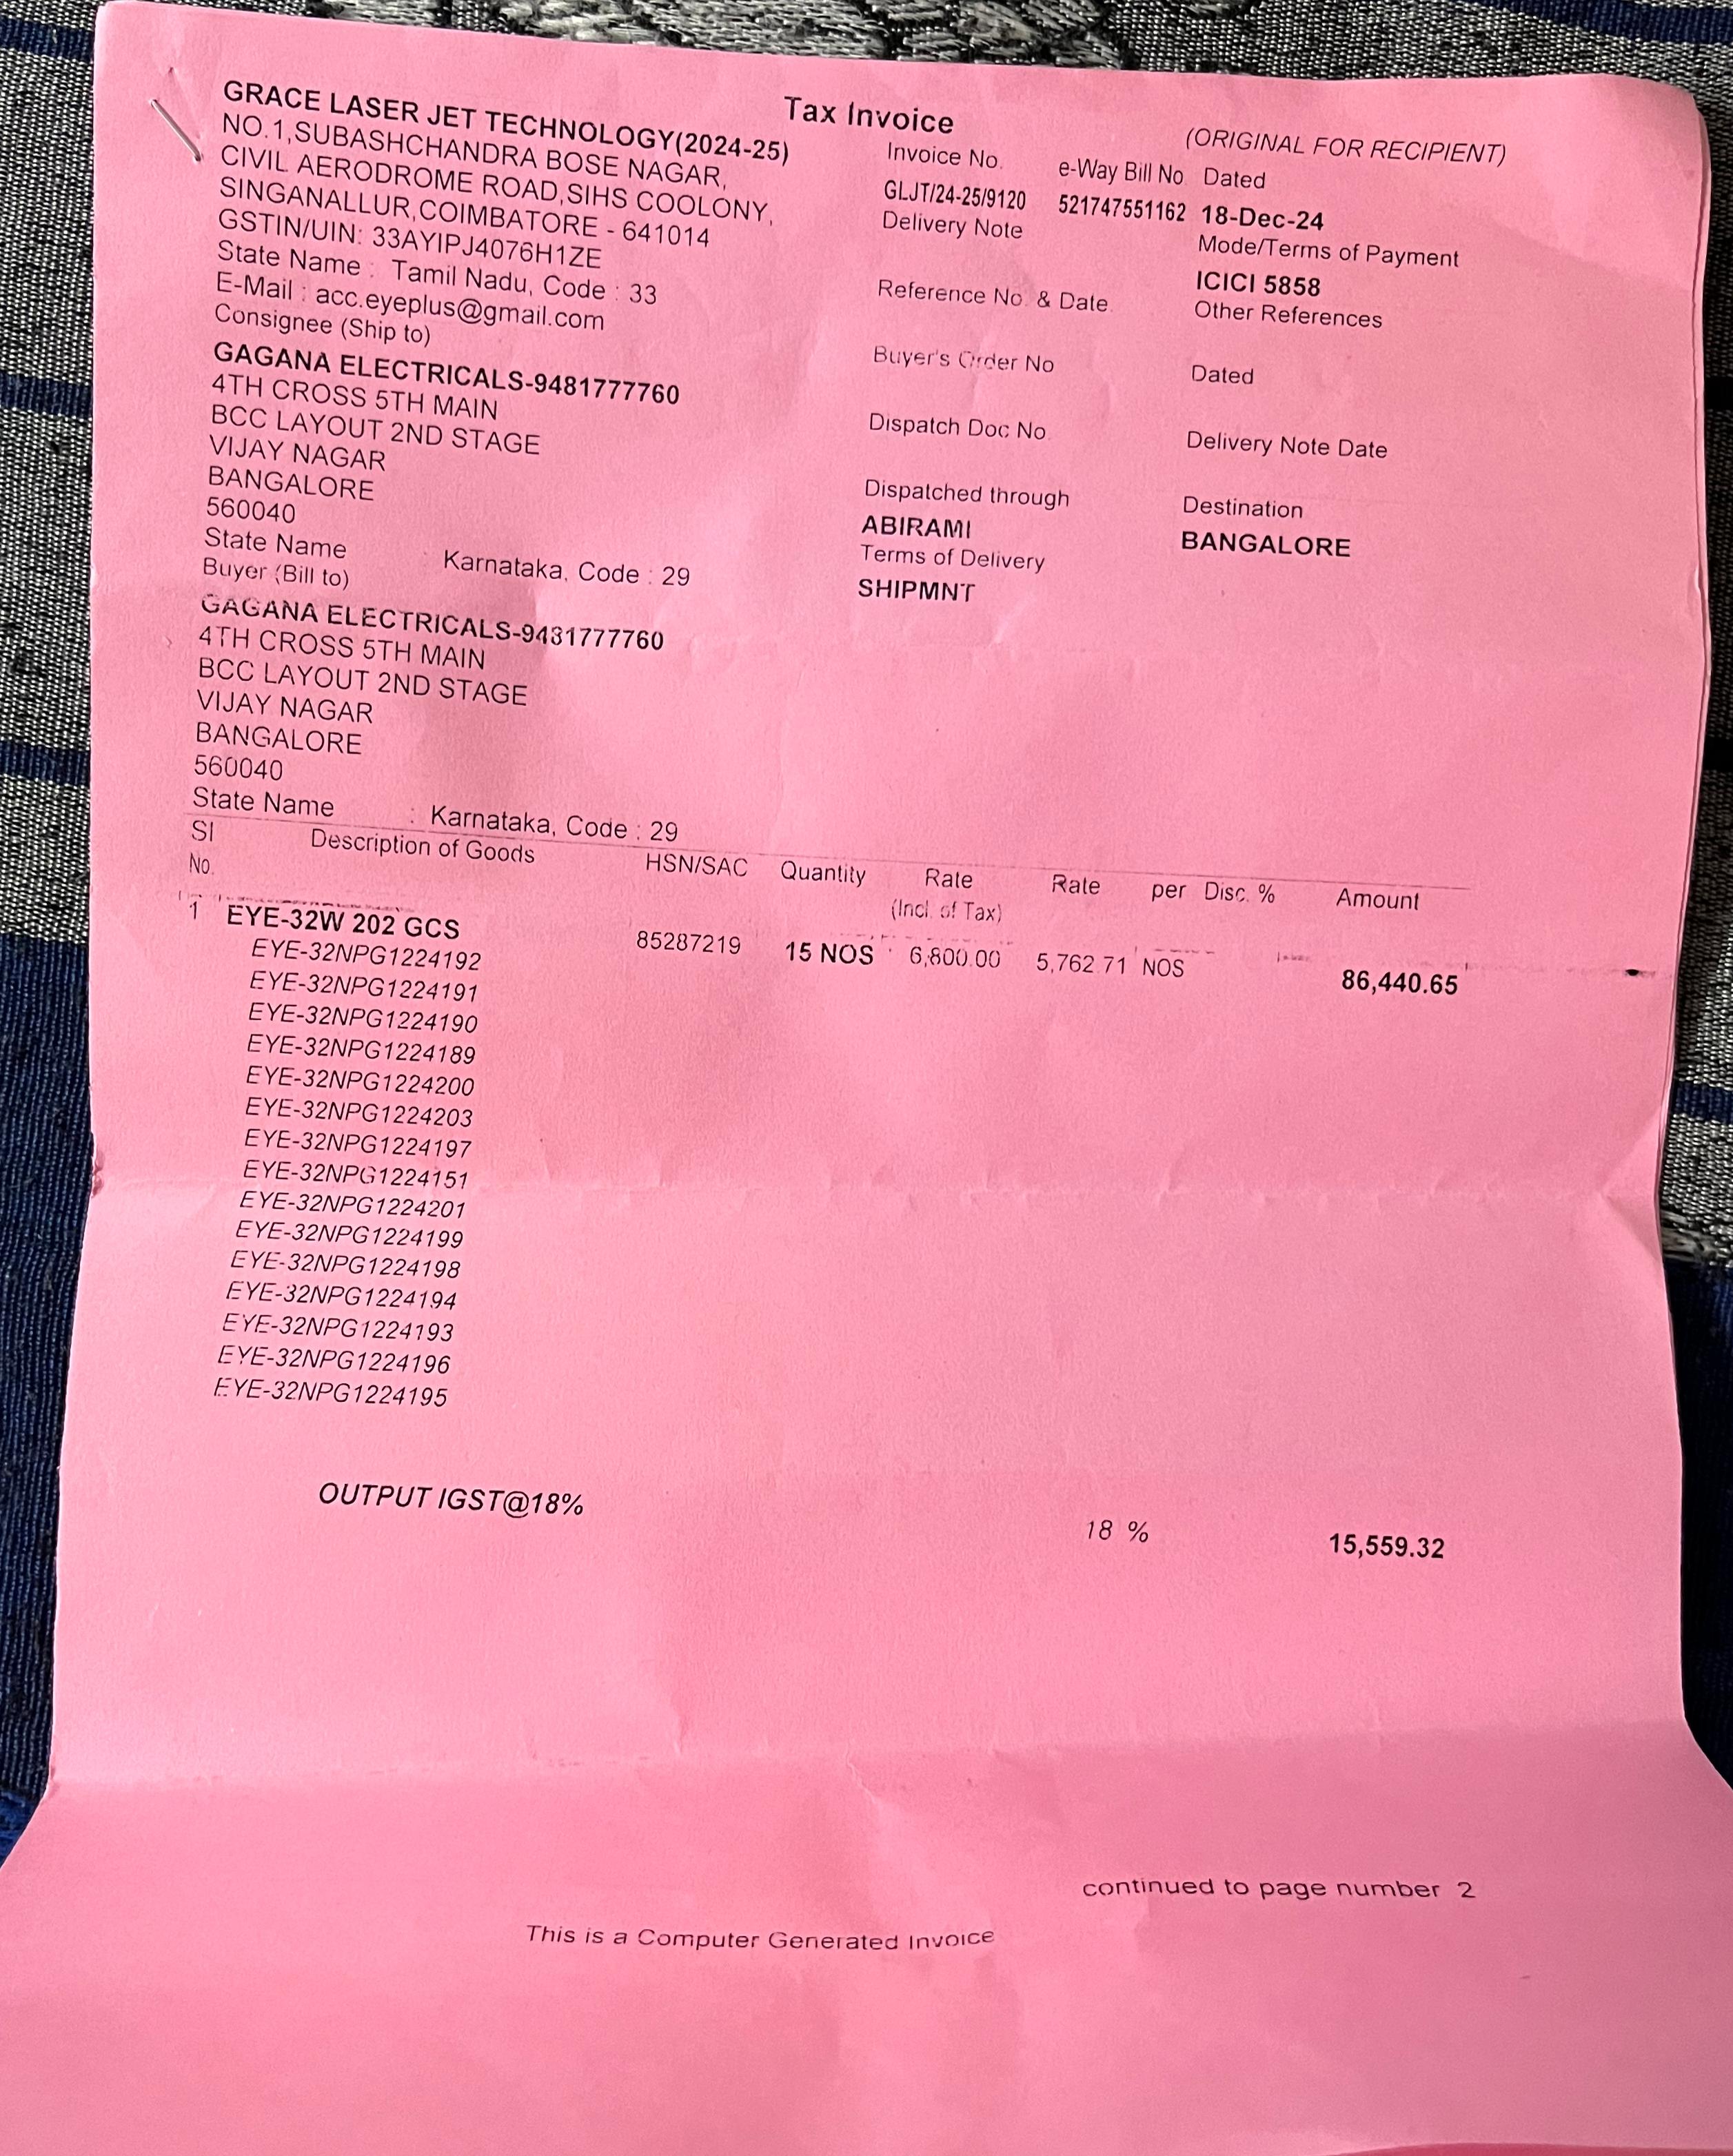 Tax Invoice
(ORIGINAL FOR RECIPIENT)
GRACE LASER JET TECHNOLOGY(2024-25)
NO.1,SUBASHCHANDRA BOSE NAGAR,
CIVIL AERODROME ROAD,SIHS COOLONY,
SINGANALLUR,COIMBATORE - 641014
GSTIN/UIN: 33AYIPJ4076H1ZE
State Name : Tamil Nadu, Code : 33
E-Mail : acc.eyeplus@gmail.com
Consignee (Ship to)
GAGANA ELECTRICALS-9481777760
4TH CROSS 5TH MAIN
BCC LAYOUT 2ND STAGE
VIJAY NAGAR
BANGALORE
560040
State Name Karnataka, Code : 29
Buyer (Bill to)
GAGANA ELECTRICALS-9481777760
4TH CROSS 5TH MAIN
BCC LAYOUT 2ND STAGE
VIJAY NAGAR
BANGALORE
560040
State Name : Karnataka, Code : 29
Invoice No. e-Way Bill No. Dated
GLJT/24-25/9120 521747551162 18-Dec-24
Delivery Note Mode/Terms of Payment
ICICI 5858
Reference No. & Date. Other References
Buyer's Order No Dated
Dispatch Doc No. Delivery Note Date
Dispatched through Destination
ABIRAMI BANGALORE
Terms of Delivery
SHIPMNT
SI Description of Goods HSN/SAC Quantity Rate Rate per Disc. % Amount
No. (Incl. of Tax)
1 EYE-32W 202 GCS 85287219 15 NOS 6,800.00 5,762.71 NOS 86,440.65
EYE-32NPG1224192
EYE-32NPG1224191
EYE-32NPG1224190
EYE-32NPG1224189
EYE-32NPG1224200
EYE-32NPG1224203
EYE-32NPG1224197
EYE-32NPG1224151
EYE-32NPG1224201
EYE-32NPG1224199
EYE-32NPG1224198
EYE-32NPG1224194
EYE-32NPG1224193
EYE-32NPG1224196
EYE-32NPG1224195
OUTPUT IGST@18% 18 % 15,559.32
continued to page number 2
This is a Computer Generated Invoice